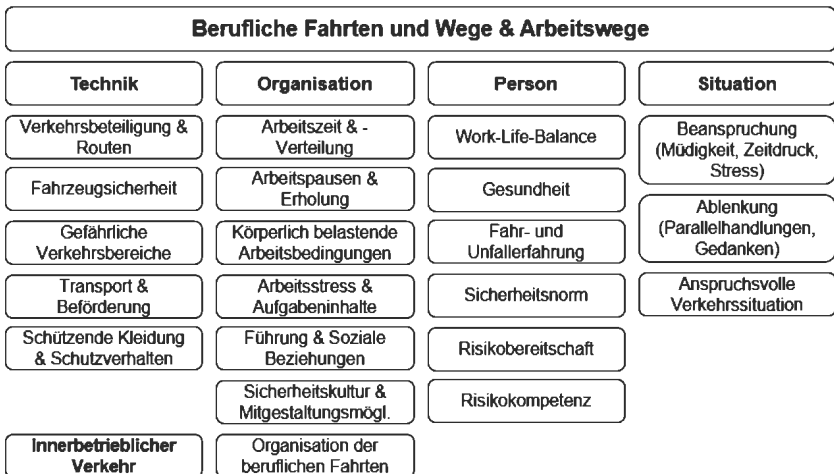 Berufliche Fahrten und Wege & Arbeitswege
Technik
Verkehrsbeteiligung &
Routen
Fahrzeugsicherheit
Gefährliche
Verkehrsbereiche
Transport &
Beförderung
Schützende Kleidung
& Schutzverhalten
Innerbetrieblicher
Verkehr
Organisation
Arbeitszeit & -
Verteilung
Arbeitspausen &
Erholung
Körperlich belastende
Arbeitsbedingungen
Arbeitsstress &
Aufgabeninhalte
Führung & Soziale
Beziehungen
Sicherheitskultur &
Mitgestaltungsmögl.
Organisation der
beruflichen Fahrten
Person
Work-Life-Balance
Gesundheit
Fahr- und
Unfallerfahrung
Sicherheitsnorm
Risikobereitschaft
Risikokompetenz
Situation
Beanspruchung
(Müdigkeit, Zeitdruck,
Stress)
Ablenkung
(Parallelhandlungen,
Gedanken)
Anspruchsvolle
Verkehrssituation